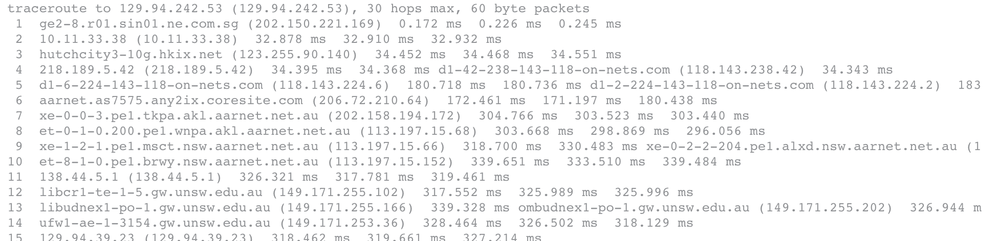 traceroute to 129.94.242.53 (129.94.242.53), 30 hops max, 60 byte packets
1 ge2-8.r01.sin01.ne.com.sg (202.150.221.169) 0.172 ms 0.226 ms 0.245 ms
2 10.11.33.38 (10.11.33.38) 32.878 ms 32.910 ms 32.932 ms
3 hutchcity3-10g.hkix.net (123.255.90.140) 34.452 ms 34.468 ms 34.551 ms
4 218.189.5.42 (218.189.5.42) 34.395 ms 34.368 ms d1-42-238-143-118-on-nets.com (118.143.238.42) 34.343 ms
5 d1-6-224-143-118-on-nets.com (118.143.224.6) 180.718 ms 180.736 ms d1-2-224-143-118-on-nets.com (118.143.224.2) 183
6 aarnet.as7575.any2ix.coresite.com (206.72.210.64) 172.461 ms 171.197 ms 180.438 ms
7 xe-0-0-3.pe1.tkpa.akl.aarnet.net.au (202.158.194.172) 304.766 ms 303.523 ms 303.440 ms
8 et-0-1-0.200.pe1.wnpa.akl.aarnet.net.au (113.197.15.68) 303.668 ms 298.869 ms 296.056 ms
9 xe-1-2-1.pe1.msct.nsw.aarnet.net.au (113.197.15.66) 318.700 ms 330.483 ms xe-0-2-2-204.pe1.alxd.nsw.aarnet.net.au (1
10 et-8-1-0.pe1.brwy.nsw.aarnet.net.au (113.197.15.152) 339.651 ms 333.510 ms 339.484 ms
11 138.44.5.1 (138.44.5.1) 326.321 ms 317.781 ms 319.461 ms
12 libcr1-te-1-5.gw.unsw.edu.au (149.171.255.102) 317.552 ms 325.989 ms 325.996 ms
13 libudnex1-po-1.gw.unsw.edu.au (149.171.255.166) 339.328 ms ombudnex1-po-1.gw.unsw.edu.au (149.171.255.202) 326.944 m
14 ufw1-ae-1-3154.gw.unsw.edu.au (149.171.253.36) 328.464 ms 326.502 ms 318.129 ms
15 129.94.39.23 (129.94.39.23) 318.462 ms 319.661 ms 327.214 ms